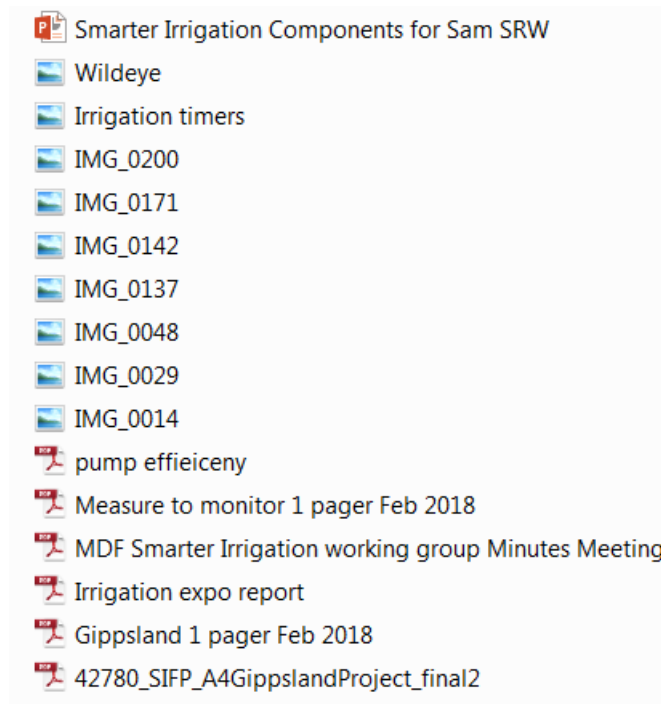 Smarter Irrigation Components for Sam SRW
Wildeye
Irrigation timers
IMG_0200
IMG_0171
IMG_0142
IMG_0137
IMG_0048
IMG_0029
IMG_0014
pump effieiceny
Measure to monitor 1 pager Feb 2018
MDF Smarter Irrigation working group Minutes Meeting
Irrigation expo report
Gippsland 1 pager Feb 2018
42780_SIFP_A4GippslandProject_final2